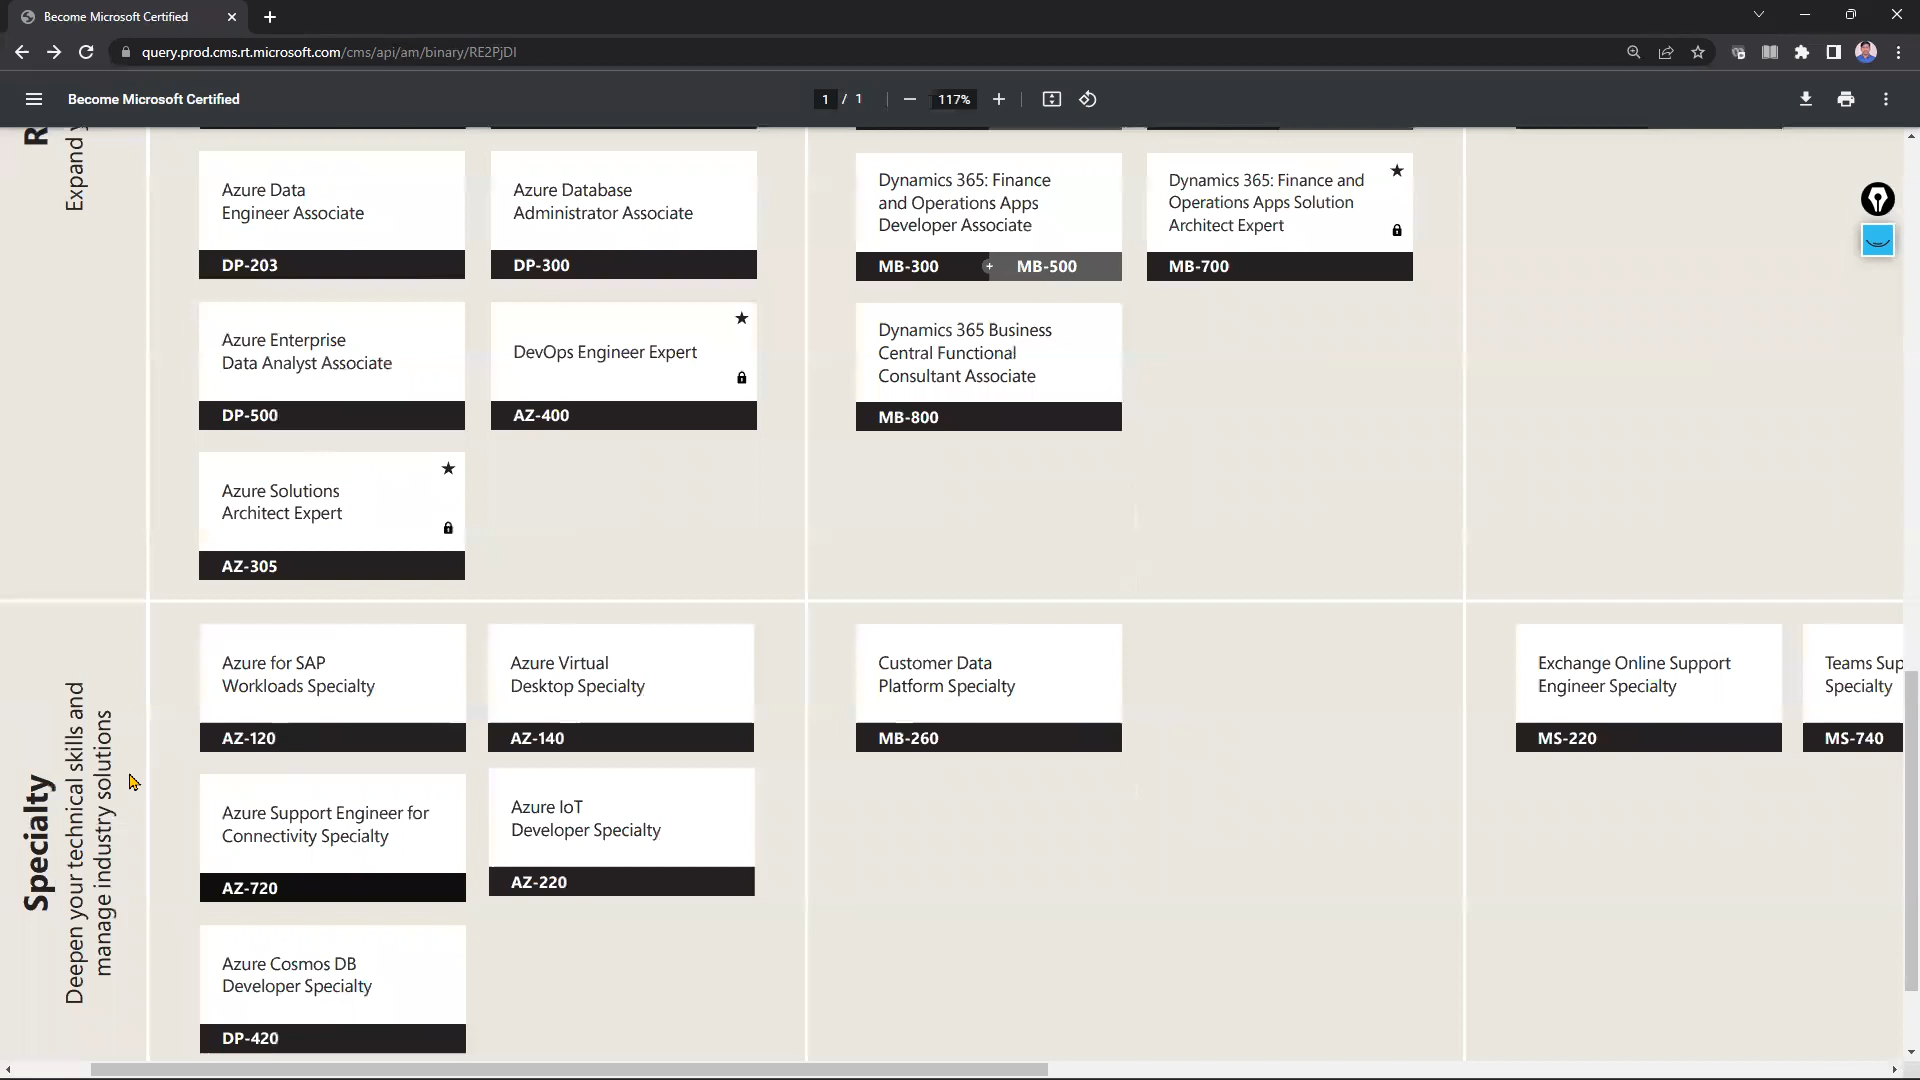 Become Microsoft Certified
query.prod.cms.rt.microsoft.com/cms/api/am/binary/RE2PjDI
Become Microsoft Certified
1 / 1
117%
R
Expand
Azure Data
Engineer Associate
DP-203
Azure Database
Administrator Associate
DP-300
Dynamics 365: Finance
and Operations Apps
Developer Associate
MB-300 + MB-500
Dynamics 365: Finance and
Operations Apps Solution
Architect Expert
MB-700
Azure Enterprise
Data Analyst Associate
DP-500
DevOps Engineer Expert
AZ-400
Dynamics 365 Business
Central Functional
Consultant Associate
MB-800
Azure Solutions
Architect Expert
AZ-305
Specialty
Deepen your technical skills and
manage industry solutions
Azure for SAP
Workloads Specialty
AZ-120
Azure Virtual
Desktop Specialty
AZ-140
Customer Data
Platform Specialty
MB-260
Exchange Online Support
Engineer Specialty
MS-220
Teams Sup
Specialty
MS-740
Azure Support Engineer for
Connectivity Specialty
AZ-720
Azure IoT
Developer Specialty
AZ-220
Azure Cosmos DB
Developer Specialty
DP-420